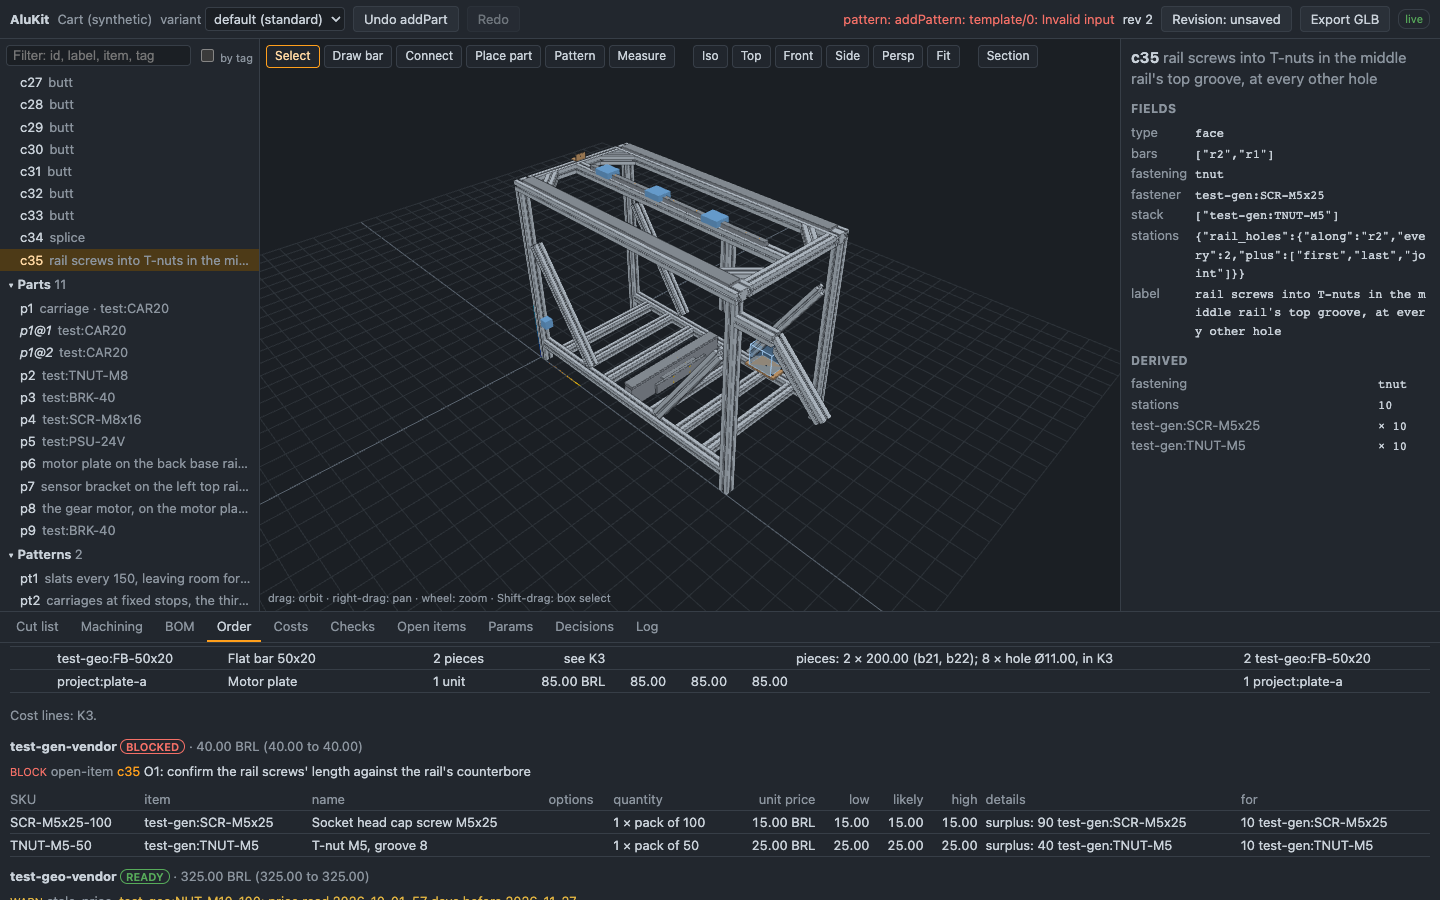 AluKit Cart (synthetic) variant default (standard) Undo addPart Redo pattern: addPattern: template/0: Invalid input rev 2 Revision: unsaved Export GLB live
Filter: id, label, item, tag by tag
Select Draw bar Connect Place part Pattern Measure Iso Top Front Side Persp Fit Section
c27 butt
c28 butt
c29 butt
c30 butt
c31 butt
c32 butt
c33 butt
c34 splice
c35 rail screws into T-nuts in the mi...
Parts 11
p1 carriage · test:CAR20
p1@1 test:CAR20
p1@2 test:CAR20
p2 test:TNUT-M8
p3 test:BRK-40
p4 test:SCR-M8x16
p5 test:PSU-24V
p6 motor plate on the back base rai...
p7 sensor bracket on the left top rai...
p8 the gear motor, on the motor pla...
p9 test:BRK-40
Patterns 2
pt1 slats every 150, leaving room for...
pt2 carriages at fixed stops, the thir...
drag: orbit · right-drag: pan · wheel: zoom · Shift-drag: box select
c35 rail screws into T-nuts in the middle
rail's top groove, at every other hole
FIELDS
type face
bars ["r2","r1"]
fastening tnut
fastener test-gen:SCR-M5x25
stack ["test-gen:TNUT-M5"]
stations {"rail_holes":{"along":"r2","eve
ry":2,"plus":["first","last","jo
int"]}}
label rail screws into T-nuts in the m
iddle rail's top groove, at ever
y other hole
DERIVED
fastening tnut
stations 10
test-gen:SCR-M5x25 × 10
test-gen:TNUT-M5 × 10
Cut list Machining BOM Order Costs Checks Open items Params Decisions Log
test-geo:FB-50x20 Flat bar 50x20 2 pieces see K3 pieces: 2 × 200.00 (b21, b22); 8 × hole Ø11.00, in K3 2 test-geo:FB-50x20
project:plate-a Motor plate 1 unit 85.00 BRL 85.00 85.00 85.00 1 project:plate-a
Cost lines: K3.
test-gen-vendor BLOCKED · 40.00 BRL (40.00 to 40.00)
BLOCK open-item c35 O1: confirm the rail screws' length against the rail's counterbore
SKU item name options quantity unit price low likely high details for
SCR-M5x25-100 test-gen:SCR-M5x25 Socket head cap screw M5x25 1 × pack of 100 15.00 BRL 15.00 15.00 15.00 surplus: 90 test-gen:SCR-M5x25 10 test-gen:SCR-M5x25
TNUT-M5-50 test-gen:TNUT-M5 T-nut M5, groove 8 1 × pack of 50 25.00 BRL 25.00 25.00 25.00 surplus: 40 test-gen:TNUT-M5 10 test-gen:TNUT-M5
test-geo-vendor READY · 325.00 BRL (325.00 to 325.00)